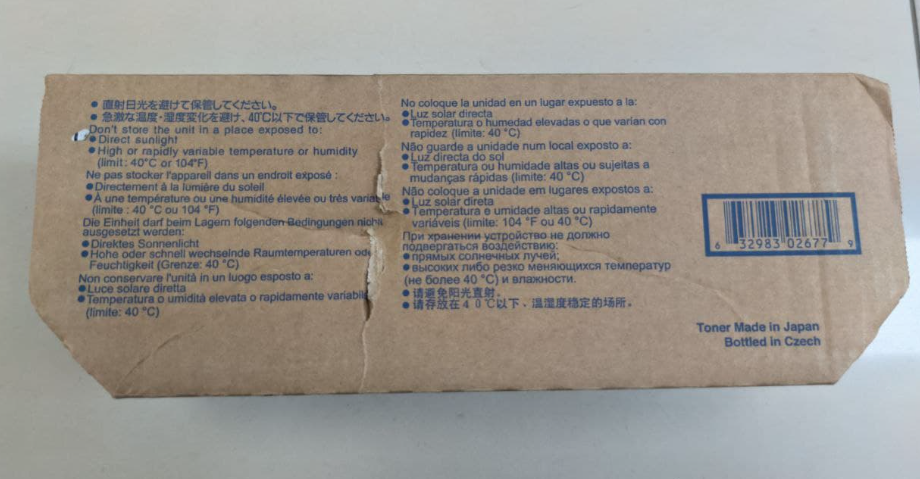 ● 直射日光を避けて保管してください。
● 急激な温度・湿度変化を避け、40℃以下で保管してください。
Don't store the unit in a place exposed to:
● Direct sunlight
● High or rapidly variable temperature or humidity
(limit: 40°C or 104°F)
Ne pas stocker l'appareil dans un endroit exposé :
● Directement à la lumière du soleil
● À une température ou une humidité élevée ou très variable
(limite : 40 °C ou 104 °F)
Die Einheit darf beim Lagern folgenden Bedingungen nicht
ausgesetzt werden:
● Direktes Sonnenlicht
● Hohe oder schnell wechselnde Raumtemperaturen ode
Feuchtigkeit (Grenze: 40 °C)
Non conservare l'unità in un luogo esposto a:
● Luce solare diretta
● Temperatura o umidità elevata o rapidamente variabil
(limite: 40 °C)
No coloque la unidad en un lugar expuesto a la:
● Luz solar directa
● Temperatura o humedad elevadas o que varían con
rapidez (limite: 40 °C)
Não guarde a unidade num local exposto a:
● Luz directa do sol
● Temperatura ou humidade altas ou sujeitas a
mudanças rápidas (limite: 40 °C)
Não coloque a unidade em lugares expostos a:
● Luz solar direta
● Temperatura e umidade altas ou rapidamente
variáveis (limite: 104 °F ou 40 °C)
При хранении устройство не должно
подвергаться воздействию:
● прямых солнечных лучей;
● высоких либо резко меняющихся температур
(не более 40 °C) и влажности.
● 请避免阳光直射。
● 请存放在４０℃以下、温湿度稳定的场所。
6 32983 02677 9
Toner Made in Japan
Bottled in Czech